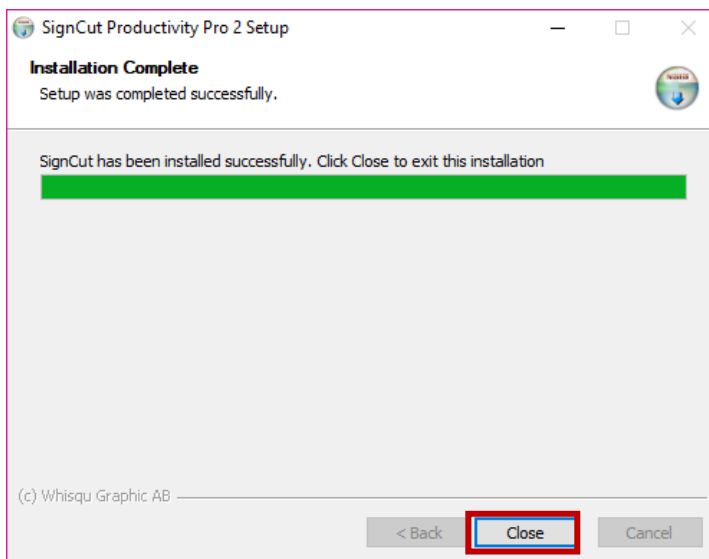 SignCut Productivity Pro 2 Setup
Installation Complete
Setup was completed successfully.
SignCut has been installed successfully. Click Close to exit this installation
(c) Whisqu Graphic AB
< Back Close Cancel